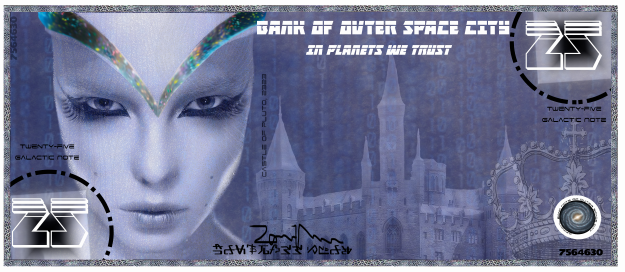 BANK OF OUTER SPACE CITY
IN PLANETS WE TRUST
25
TWENTY-FIVE
GALACTIC NOTE
7564630
TWENTY-FIVE
GALACTIC NOTE
25
7564630